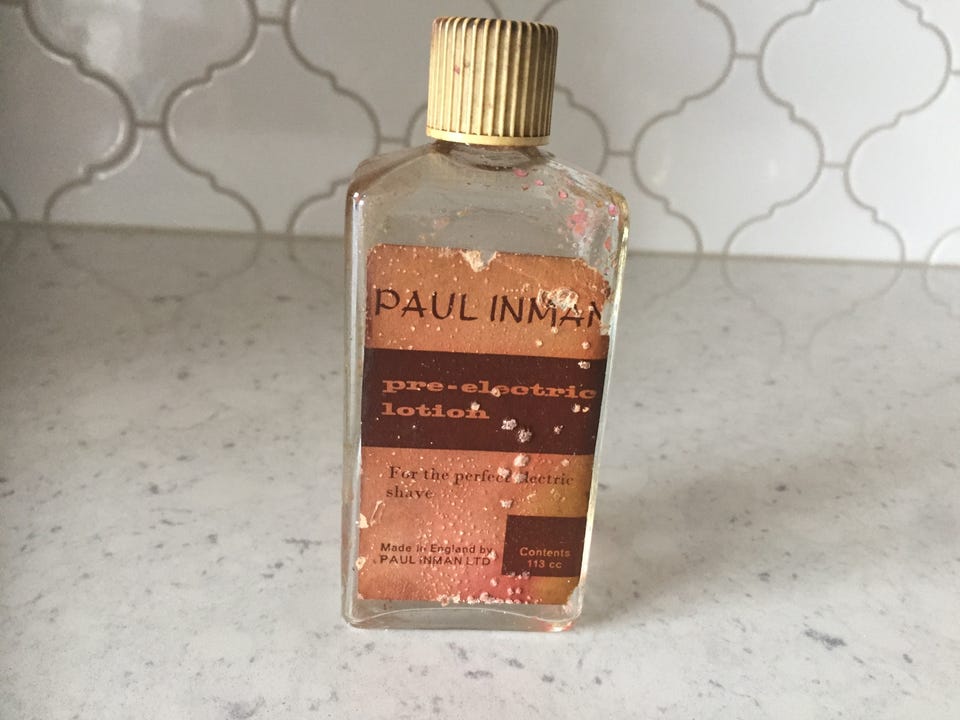 PAUL INMAN
pre-electric
lotion
For the perfect electric
shave
Made in England by
PAUL INMAN LTD
Contents
113 cc